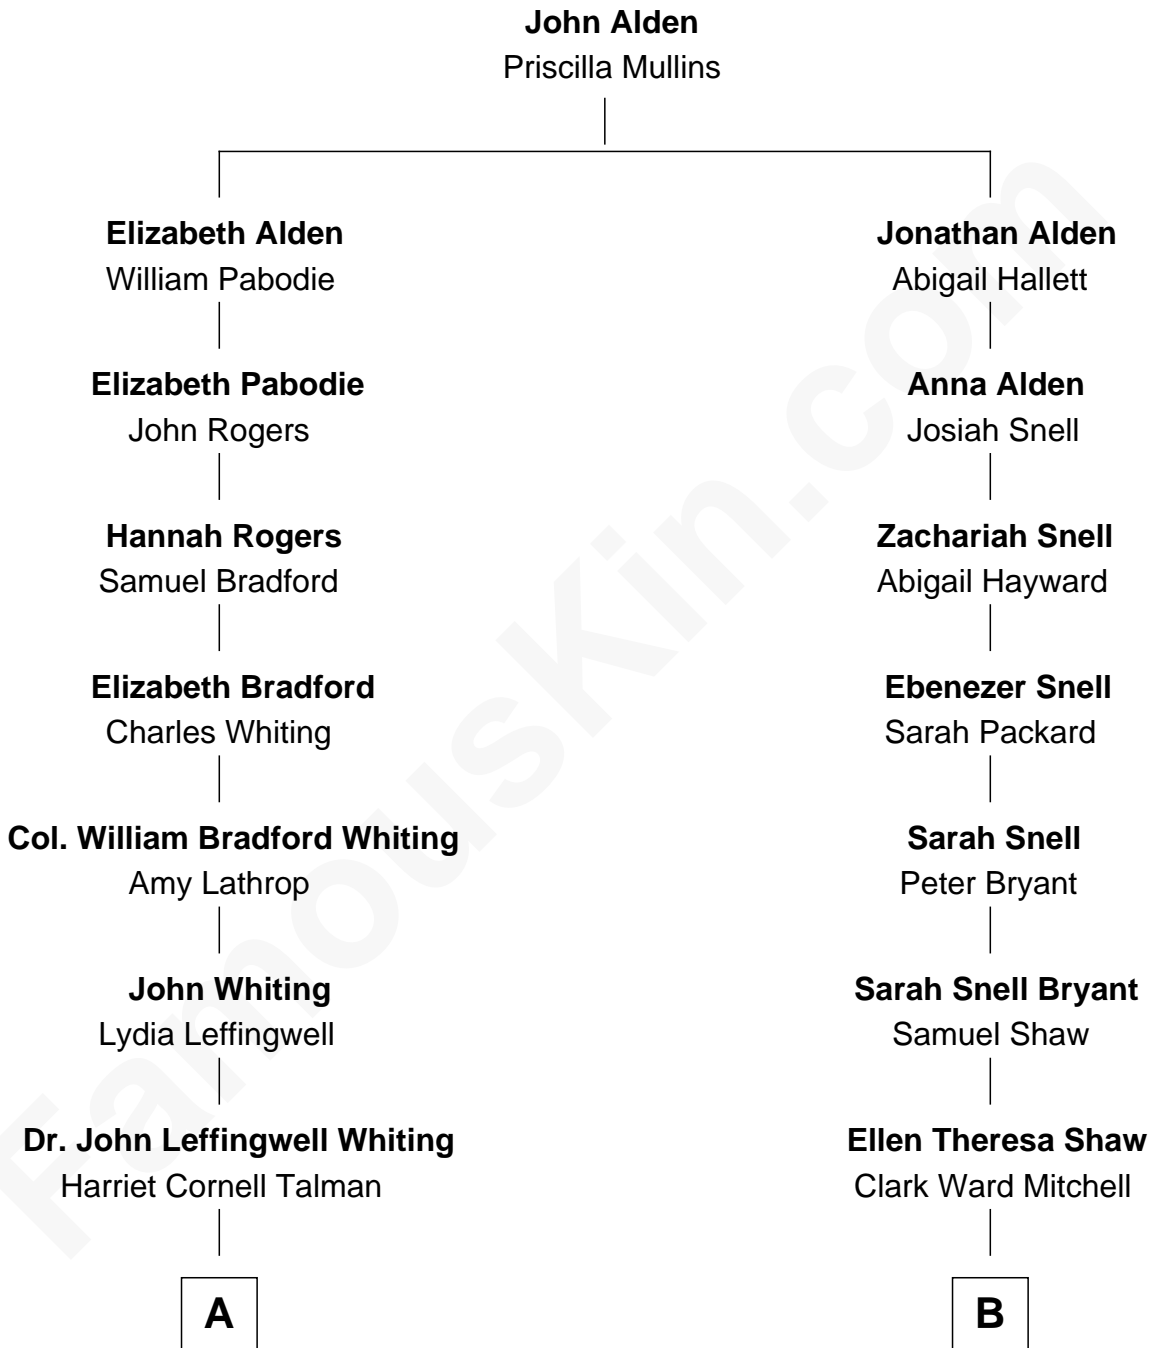 John Alden
Priscilla Mullins
Elizabeth Alden
William Pabodie
Elizabeth Pabodie
John Rogers
Hannah Rogers
Samuel Bradford
Elizabeth Bradford
Charles Whiting
Col. William Bradford Whiting
Amy Lathrop
John Whiting
Lydia Leffingwell
Dr. John Leffingwell Whiting
Harriet Cornell Talman
A
Jonathan Alden
Abigail Hallett
Anna Alden
Josiah Snell
Zachariah Snell
Abigail Hayward
Ebenezer Snell
Sarah Packard
Sarah Snell
Peter Bryant
Sarah Snell Bryant
Samuel Shaw
Ellen Theresa Shaw
Clark Ward Mitchell
B
FamousKin.com